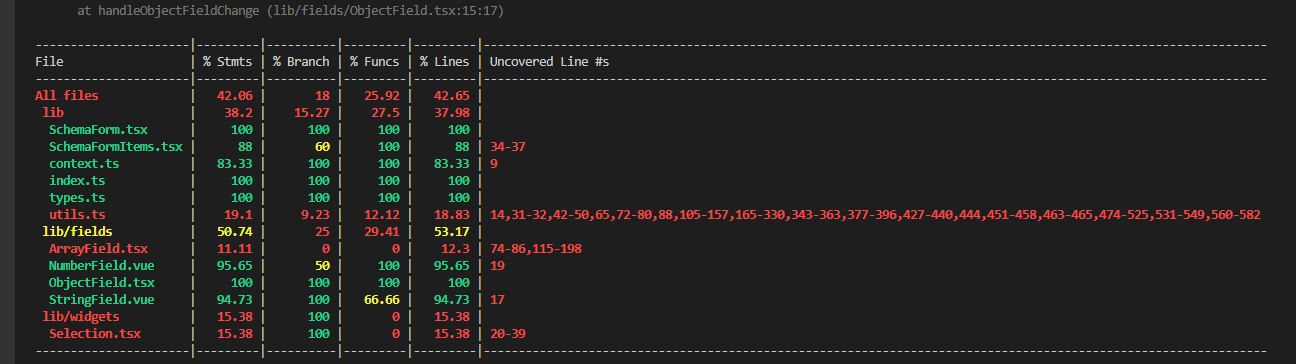 at handleObjectFieldChange (lib/fields/ObjectField.tsx:15:17)
----------------------|---------|----------|---------|---------|----------------------------------------------------------------------------------------------------------------
File                  | % Stmts | % Branch | % Funcs | % Lines | Uncovered Line #s
----------------------|---------|----------|---------|---------|----------------------------------------------------------------------------------------------------------------
All files             |   42.06 |       18 |   25.92 |   42.65 |
 lib                  |    38.2 |    15.27 |    27.5 |   37.98 |
  SchemaForm.tsx      |     100 |      100 |     100 |     100 |
  SchemaFormItems.tsx |      88 |       60 |     100 |      88 | 34-37
  context.ts          |   83.33 |      100 |     100 |   83.33 | 9
  index.ts            |     100 |      100 |     100 |     100 |
  types.ts            |     100 |      100 |     100 |     100 |
  utils.ts            |    19.1 |     9.23 |   12.12 |   18.83 | 14,31-32,42-50,65,72-80,88,105-157,165-330,343-363,377-396,427-440,444,451-458,463-465,474-525,531-549,560-582
 lib/fields           |   50.74 |       25 |   29.41 |   53.17 |
  ArrayField.tsx      |   11.11 |        0 |       0 |    12.3 | 74-86,115-198
  NumberField.vue     |   95.65 |       50 |     100 |   95.65 | 19
  ObjectField.tsx     |     100 |      100 |     100 |     100 |
  StringField.vue     |   94.73 |      100 |   66.66 |   94.73 | 17
 lib/widgets          |   15.38 |      100 |       0 |   15.38 |
  Selection.tsx       |   15.38 |      100 |       0 |   15.38 | 20-39
----------------------|---------|----------|---------|---------|----------------------------------------------------------------------------------------------------------------